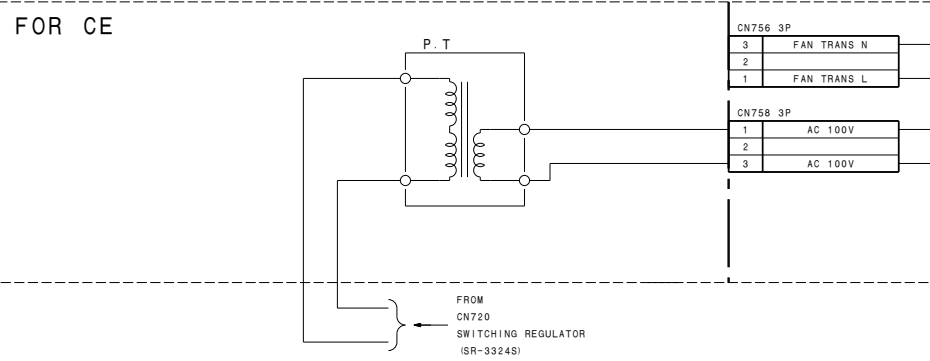 FOR CE
P.T
CN756 3P
3 FAN TRANS N
2
1 FAN TRANS L
CN758 3P
1 AC 100V
2
3 AC 100V
FROM
CN720
SWITCHING REGULATOR
(SR-3324S)